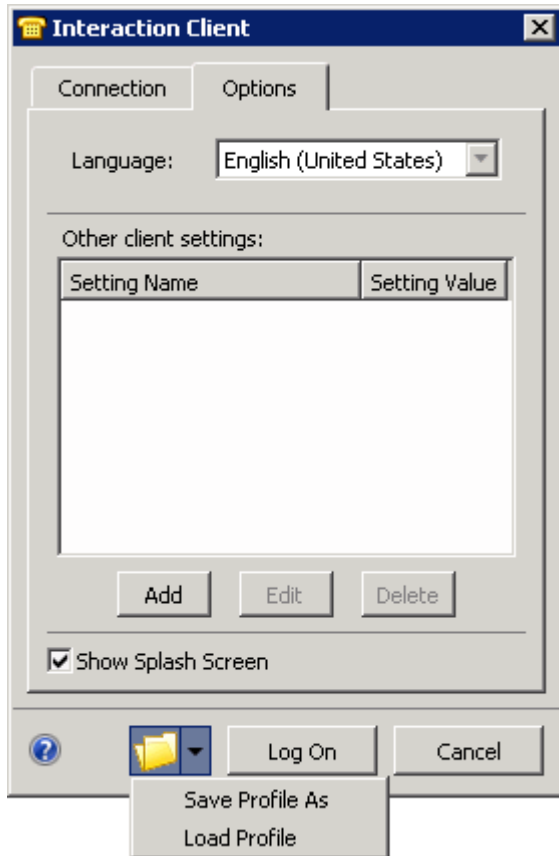 Interaction Client
Connection Options
Language: English (United States)
Other client settings:
Setting Name Setting Value
Add Edit Delete
Show Splash Screen
Log On Cancel
Save Profile As
Load Profile